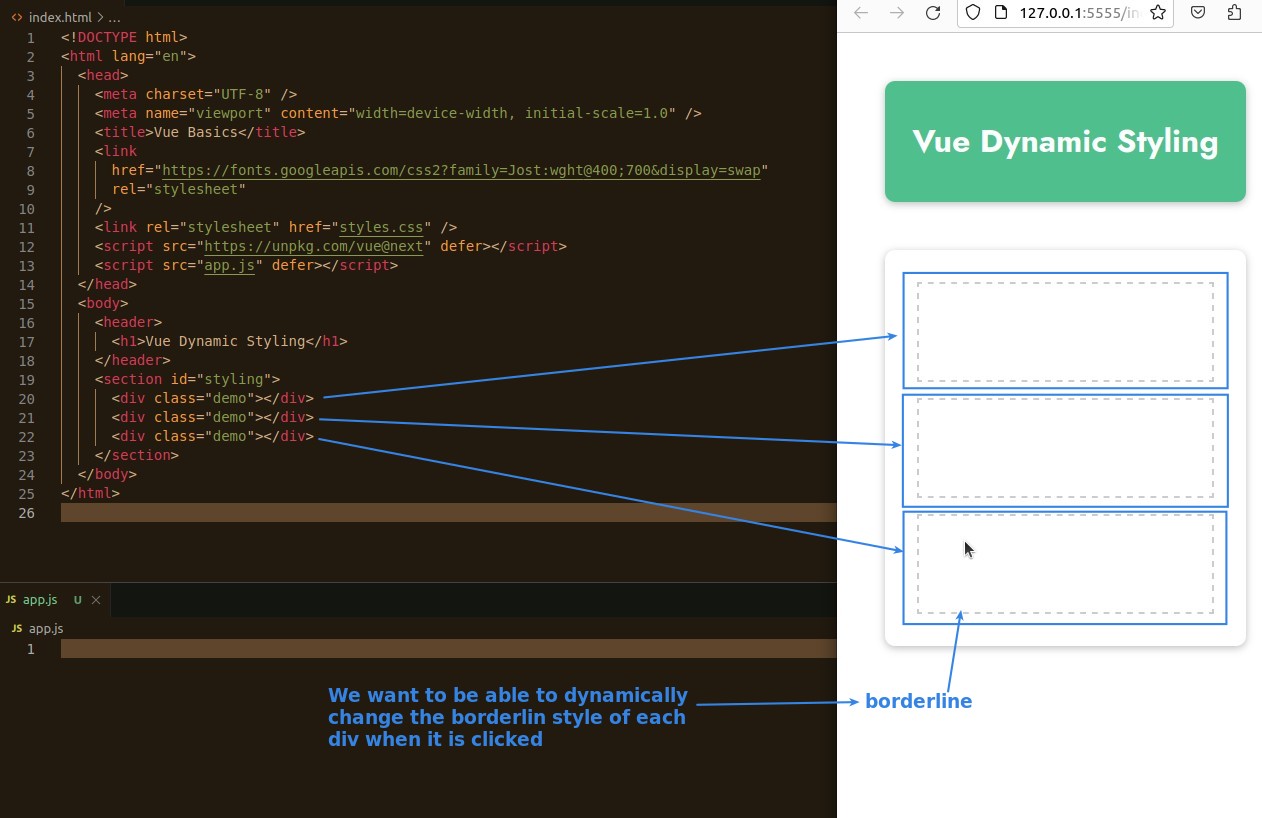 <> index.html > ...
127.0.0.1:5555/in
1 <!DOCTYPE html>
2 <html lang="en">
3 <head>
4 <meta charset="UTF-8" />
5 <meta name="viewport" content="width=device-width, initial-scale=1.0" />
6 <title>Vue Basics</title>
7 <link
8 href="https://fonts.googleapis.com/css2?family=Jost:wght@400;700&display=swap"
9 rel="stylesheet"
10 />
11 <link rel="stylesheet" href="styles.css" />
12 <script src="https://unpkg.com/vue@next" defer></script>
13 <script src="app.js" defer></script>
14 </head>
15 <body>
16 <header>
17 <h1>Vue Dynamic Styling</h1>
18 </header>
19 <section id="styling">
20 <div class="demo"></div>
21 <div class="demo"></div>
22 <div class="demo"></div>
23 </section>
24 </body>
25 </html>
26
Vue Dynamic Styling
JS app.js U
JS app.js
1
We want to be able to dynamically
change the borderlin style of each
div when it is clicked
borderline